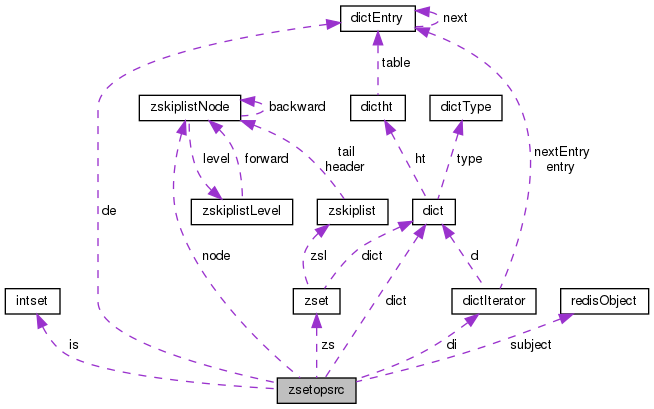 dictEntry
next
table
zskiplistNode
backward
dictht
dictType
level
forward
tail
header
ht
type
nextEntry
entry
de
zskiplistLevel
zskiplist
dict
node
zsl
dict
dict
d
intset
zset
dictIterator
redisObject
is
zs
di
subject
zsetopsrc